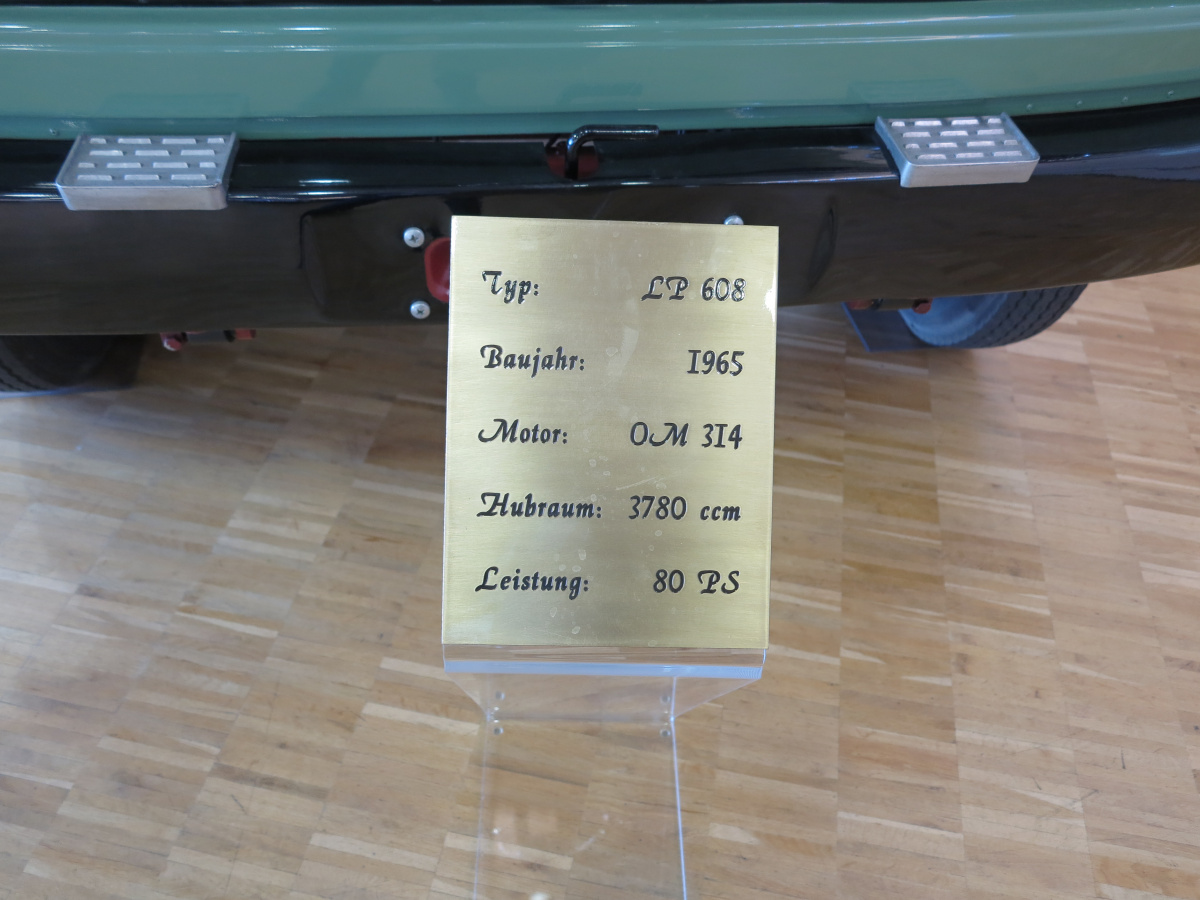 Typ: LP 608
Baujahr: 1965
Motor: OM 314
Hubraum: 3780 ccm
Leistung: 80 PS